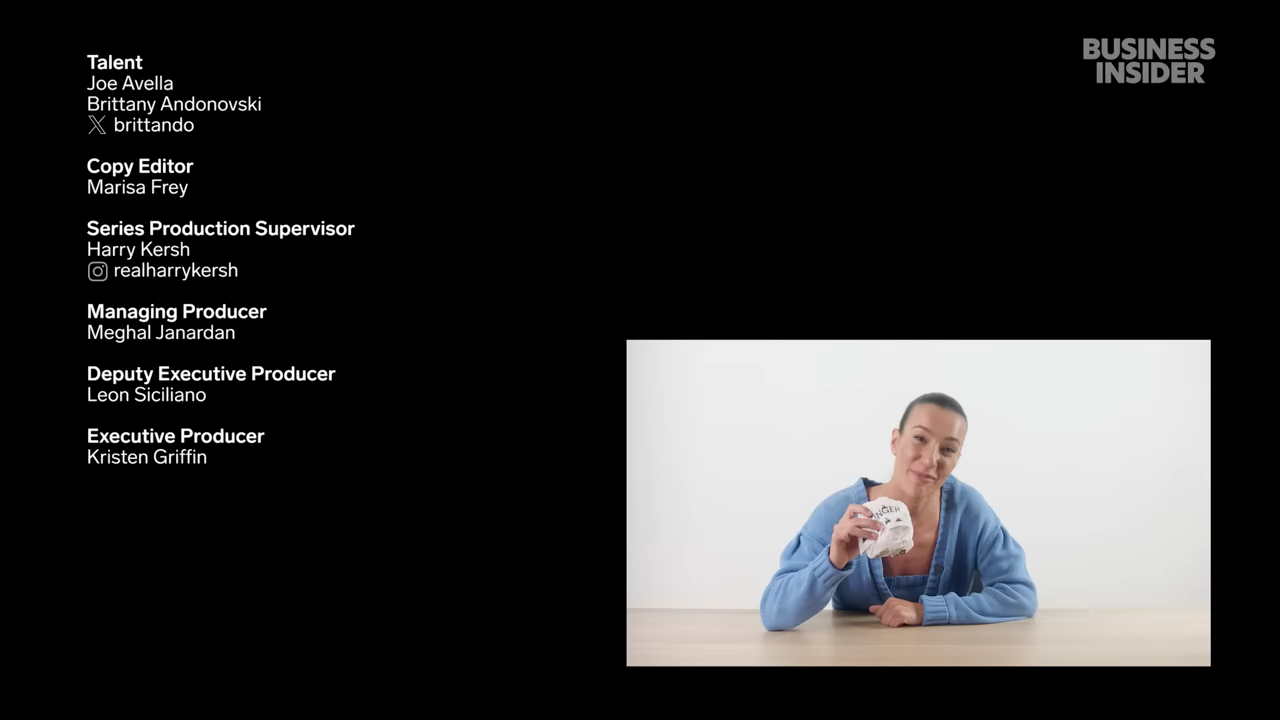 Talent
Joe Avella
Brittany Andonovski
brittando
Copy Editor
Marisa Frey
Series Production Supervisor
Harry Kersh
realharrykersh
Managing Producer
Meghal Janardan
Deputy Executive Producer
Leon Siciliano
Executive Producer
Kristen Griffin
BUSINESS
INSIDER